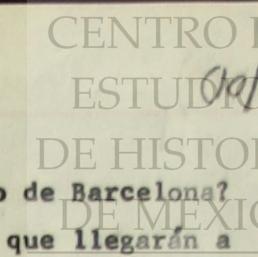 CENTRO
ESTUDI
DE HISTO
o de Barcelona?
DE MÉXIC
que llegarán a